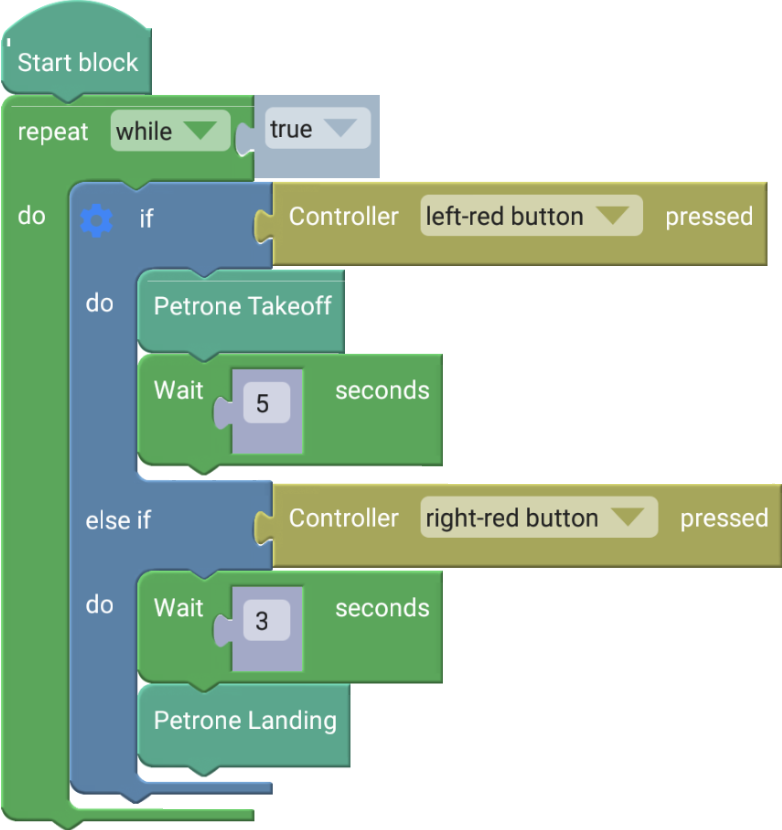 Start block
repeat while true
do if Controller left-red button pressed
do Petrone Takeoff
Wait 5 seconds
else if Controller right-red button pressed
do Wait 3 seconds
Petrone Landing